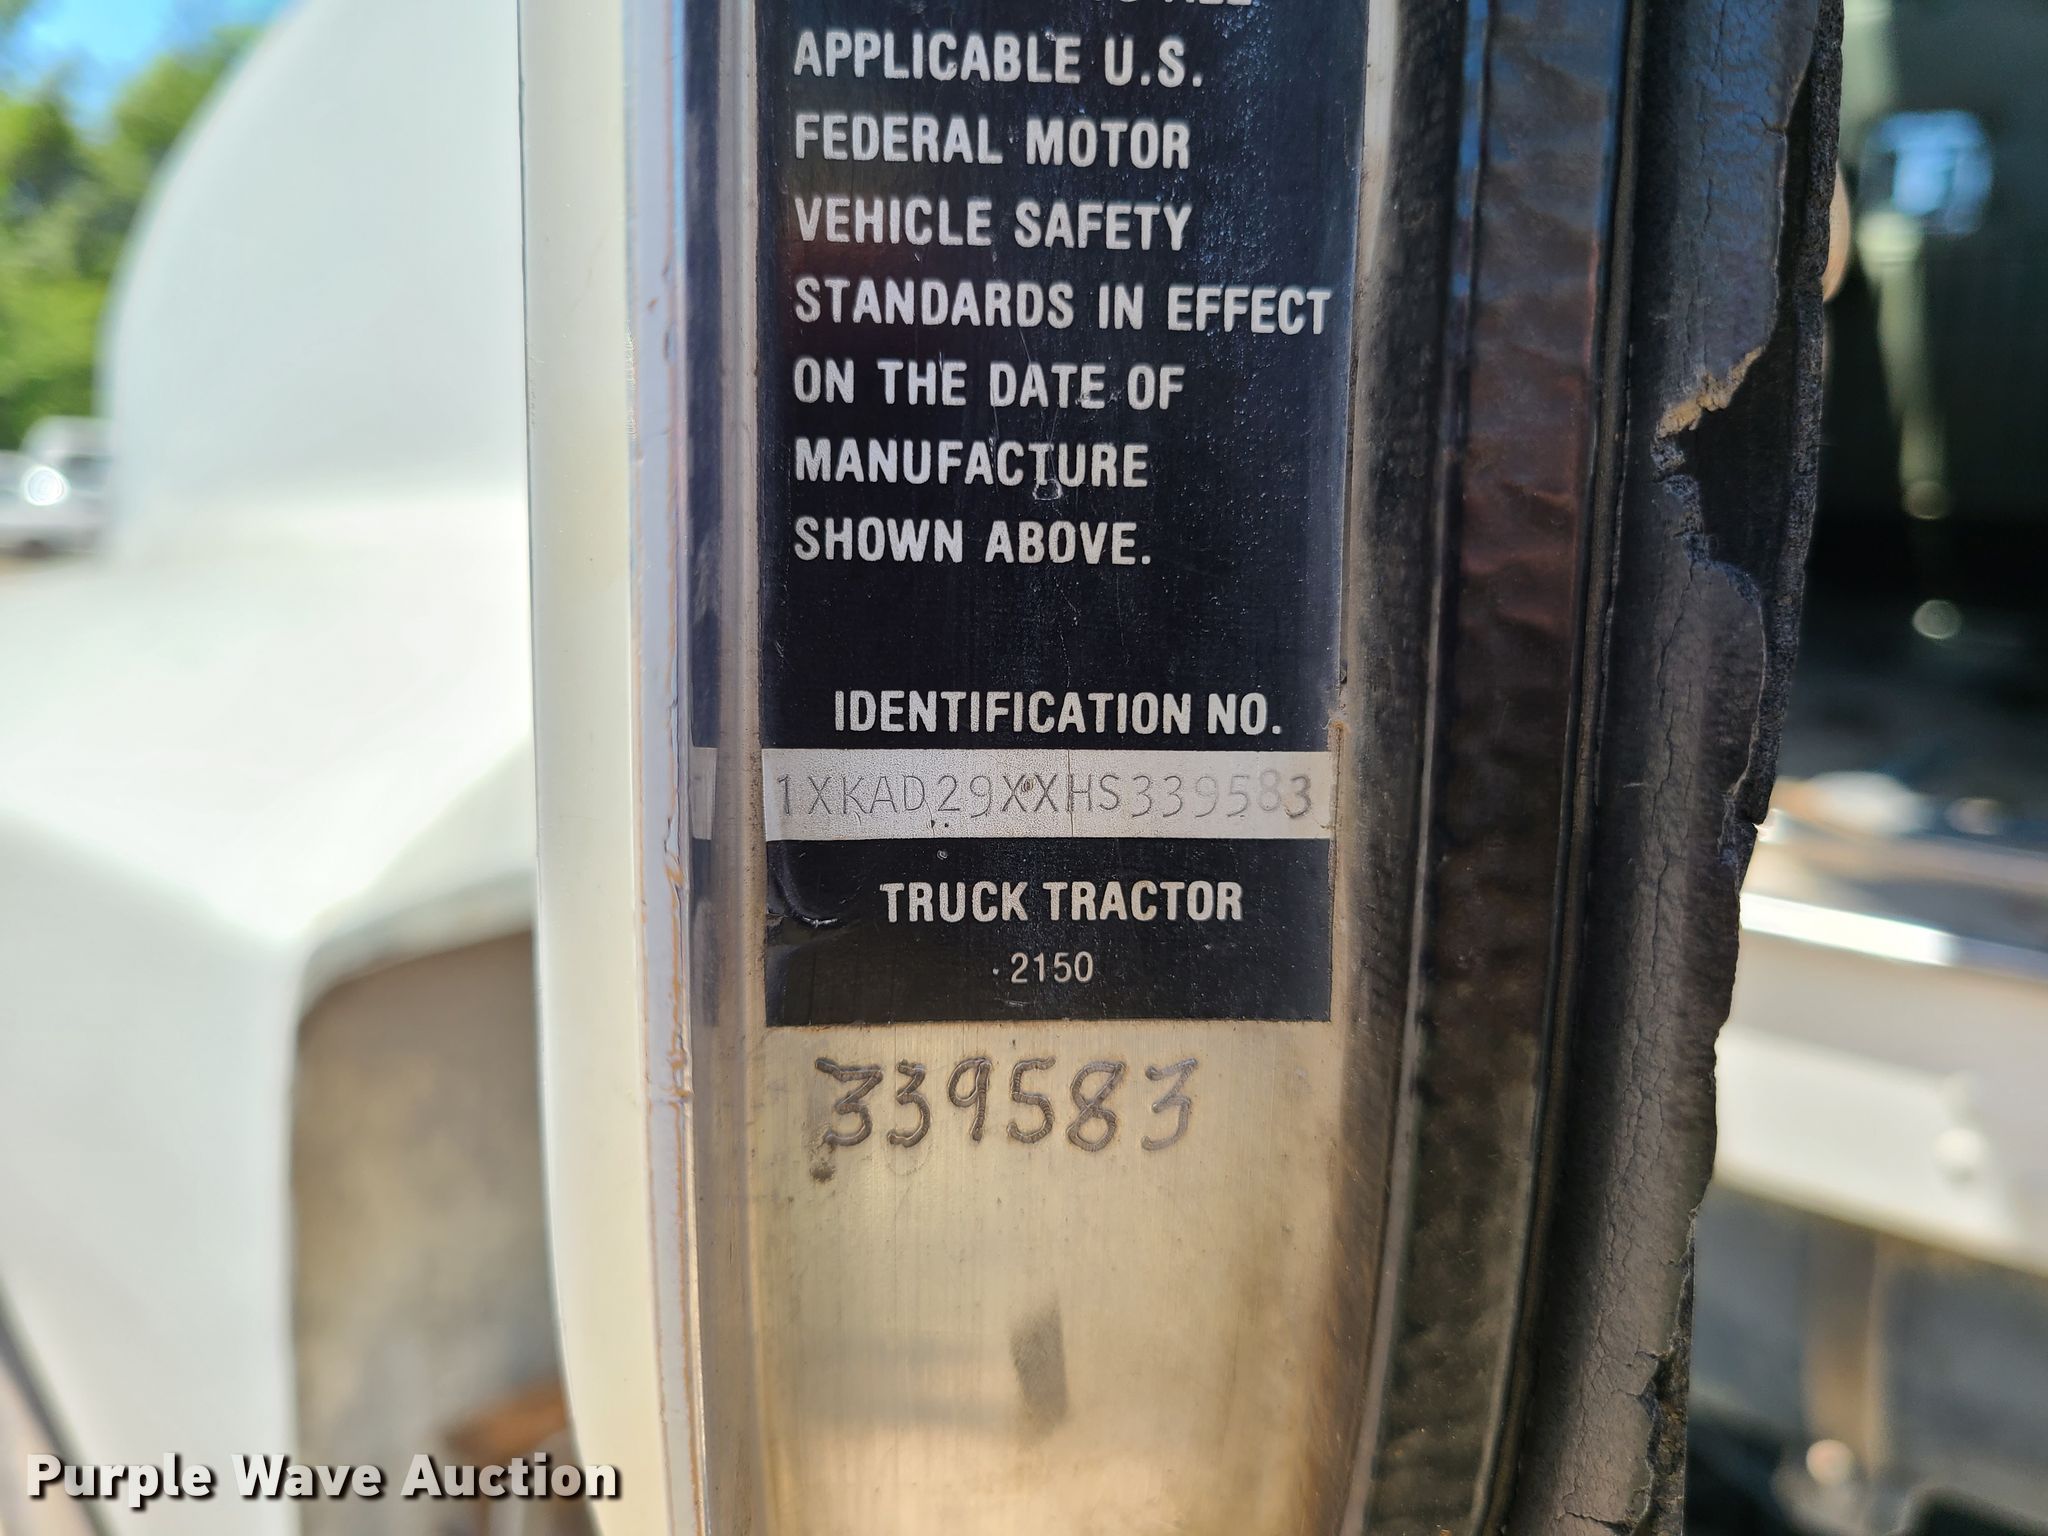 APPLICABLE U.S.
FEDERAL MOTOR
VEHICLE SAFETY
STANDARDS IN EFFECT
ON THE DATE OF
MANUFACTURE
SHOWN ABOVE.
IDENTIFICATION NO.
1XKAD29XXHS339583
TRUCK TRACTOR
2150
339583
Purple Wave Auction